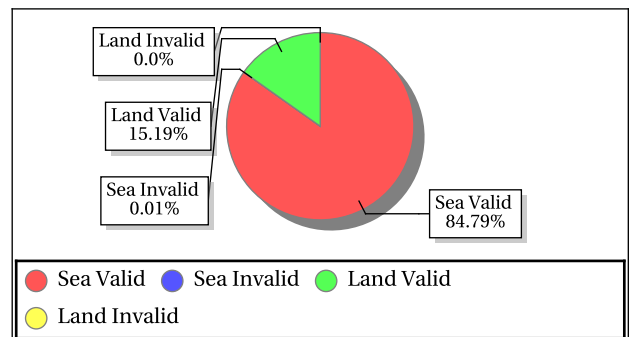 Land Invalid
0.0%
Land Valid
15.19%
Sea Invalid
0.01%
Sea Valid
84.79%
Sea Valid Sea Invalid Land Valid
Land Invalid